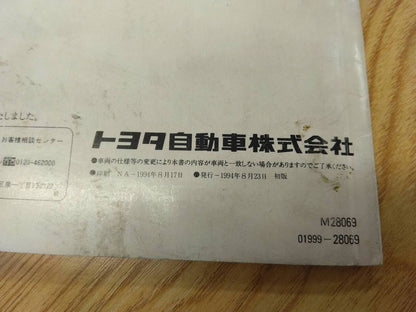 しました。
お客様相談センター
0120-462000
トヨタ自動車株式会社
●車両の仕様等の変更により本書の内容が車両と一致しない場合がありますのでご了承ください。
●印刷 NA-1994年8月17日 ●発行-1994年8月23日 初版
M28069
01999-28069